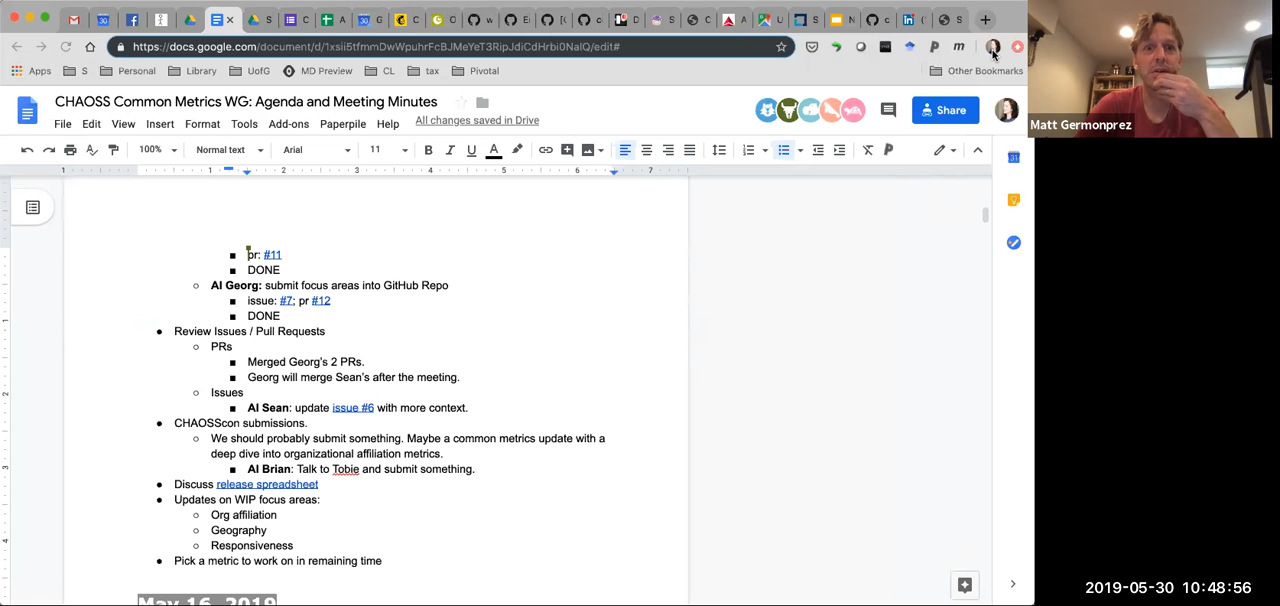 https://docs.google.com/document/d/1xsii5tfmmDwWpuhrFcBJMeYeT3RipJdiCdHrbi0NalQ/edit#
Apps S Personal Library UofG MD Preview CL tax Pivotal Other Bookmarks
CHAOSS Common Metrics WG: Agenda and Meeting Minutes
File Edit View Insert Format Tools Add-ons Paperpile Help All changes saved in Drive
Share
100% Normal text Arial 11
pr: #11
DONE
AI Georg: submit focus areas into GitHub Repo
issue: #7; pr #12
DONE
Review Issues / Pull Requests
PRs
Merged Georg's 2 PRs.
Georg will merge Sean's after the meeting.
Issues
AI Sean: update issue #6 with more context.
CHAOSScon submissions.
We should probably submit something. Maybe a common metrics update with a
deep dive into organizational affiliation metrics.
AI Brian: Talk to Tobie and submit something.
Discuss release spreadsheet
Updates on WIP focus areas:
Org affiliation
Geography
Responsiveness
Pick a metric to work on in remaining time
May 16, 2019
Matt Germonprez
2019-05-30 10:48:56